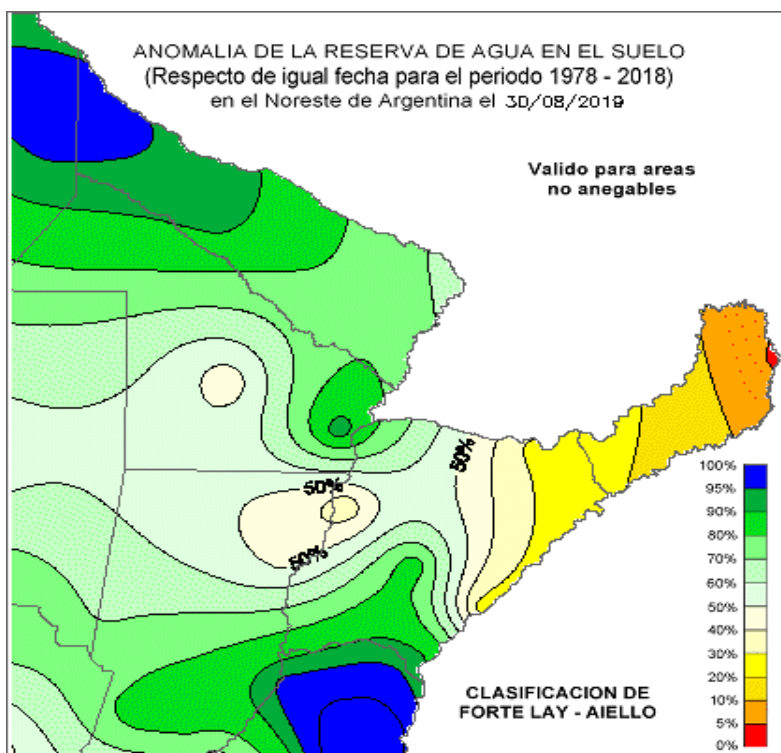 ANOMALIA DE LA RESERVA DE AGUA EN EL SUELO
(Respecto de igual fecha para el periodo 1978 - 2018)
en el Noreste de Argentina el 30/08/2019
Valido para areas
no anegables
50%
50%
50%
100%
95%
80%
70%
60%
50%
40%
30%
20%
10%
5%
0%
CLASIFICACION DE
FORTE LAY - AIELLO